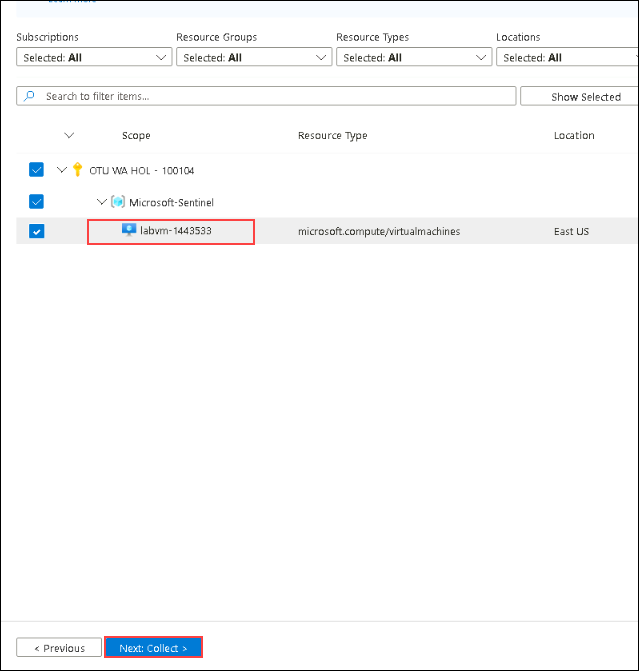 Learn more
Subscriptions Resource Groups Resource Types Locations
Selected: All Selected: All Selected: All Selected: All
Search to filter items... Show Selected
Scope Resource Type Location
OTU WA HOL - 100104
Microsoft-Sentinel
labvm-1443533 microsoft.compute/virtualmachines East US
< Previous Next: Collect >